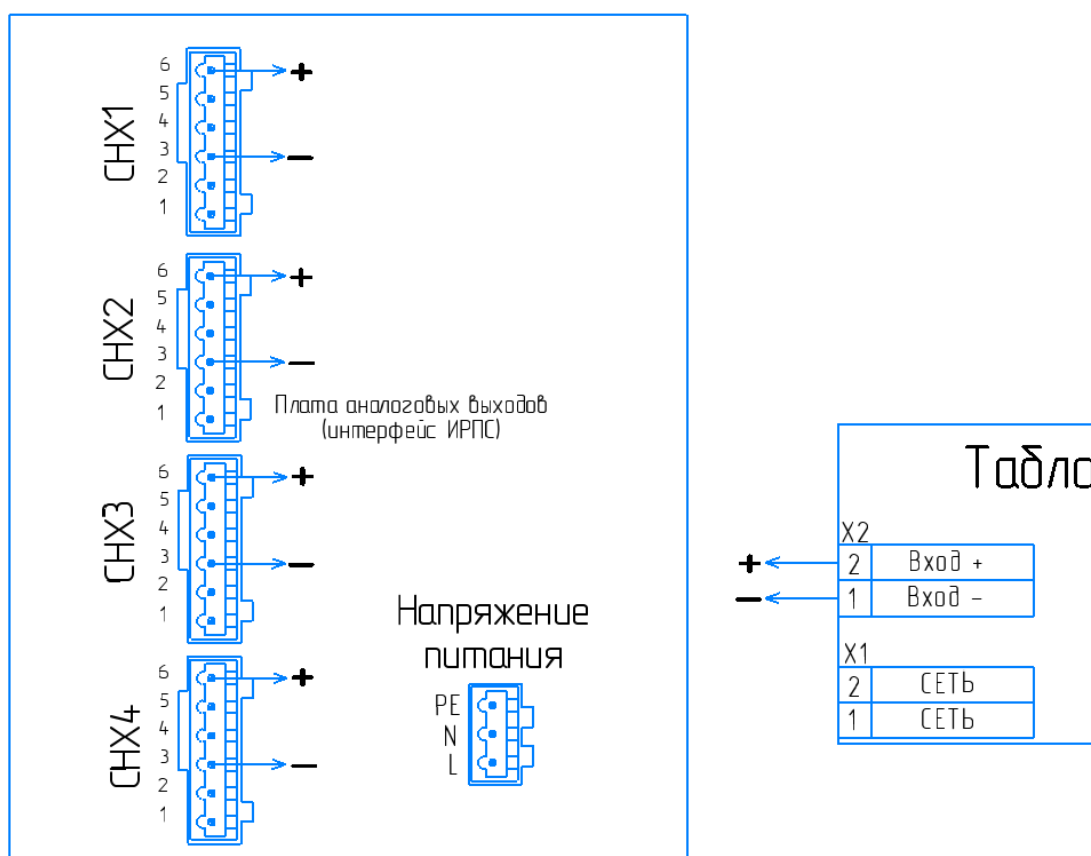 CHX1
6
5
4
3
2
1
+
−
CHX2
6
5
4
3
2
1
+
−
Плата аналоговых выходов
(интерфейс ИРПС)
CHX3
6
5
4
3
2
1
+
−
CHX4
6
5
4
3
2
1
+
−
Напряжение
питания
PE
N
L
Табло
X2
+
2 Вход +
−
1 Вход -
X1
2 СЕТЬ
1 СЕТЬ